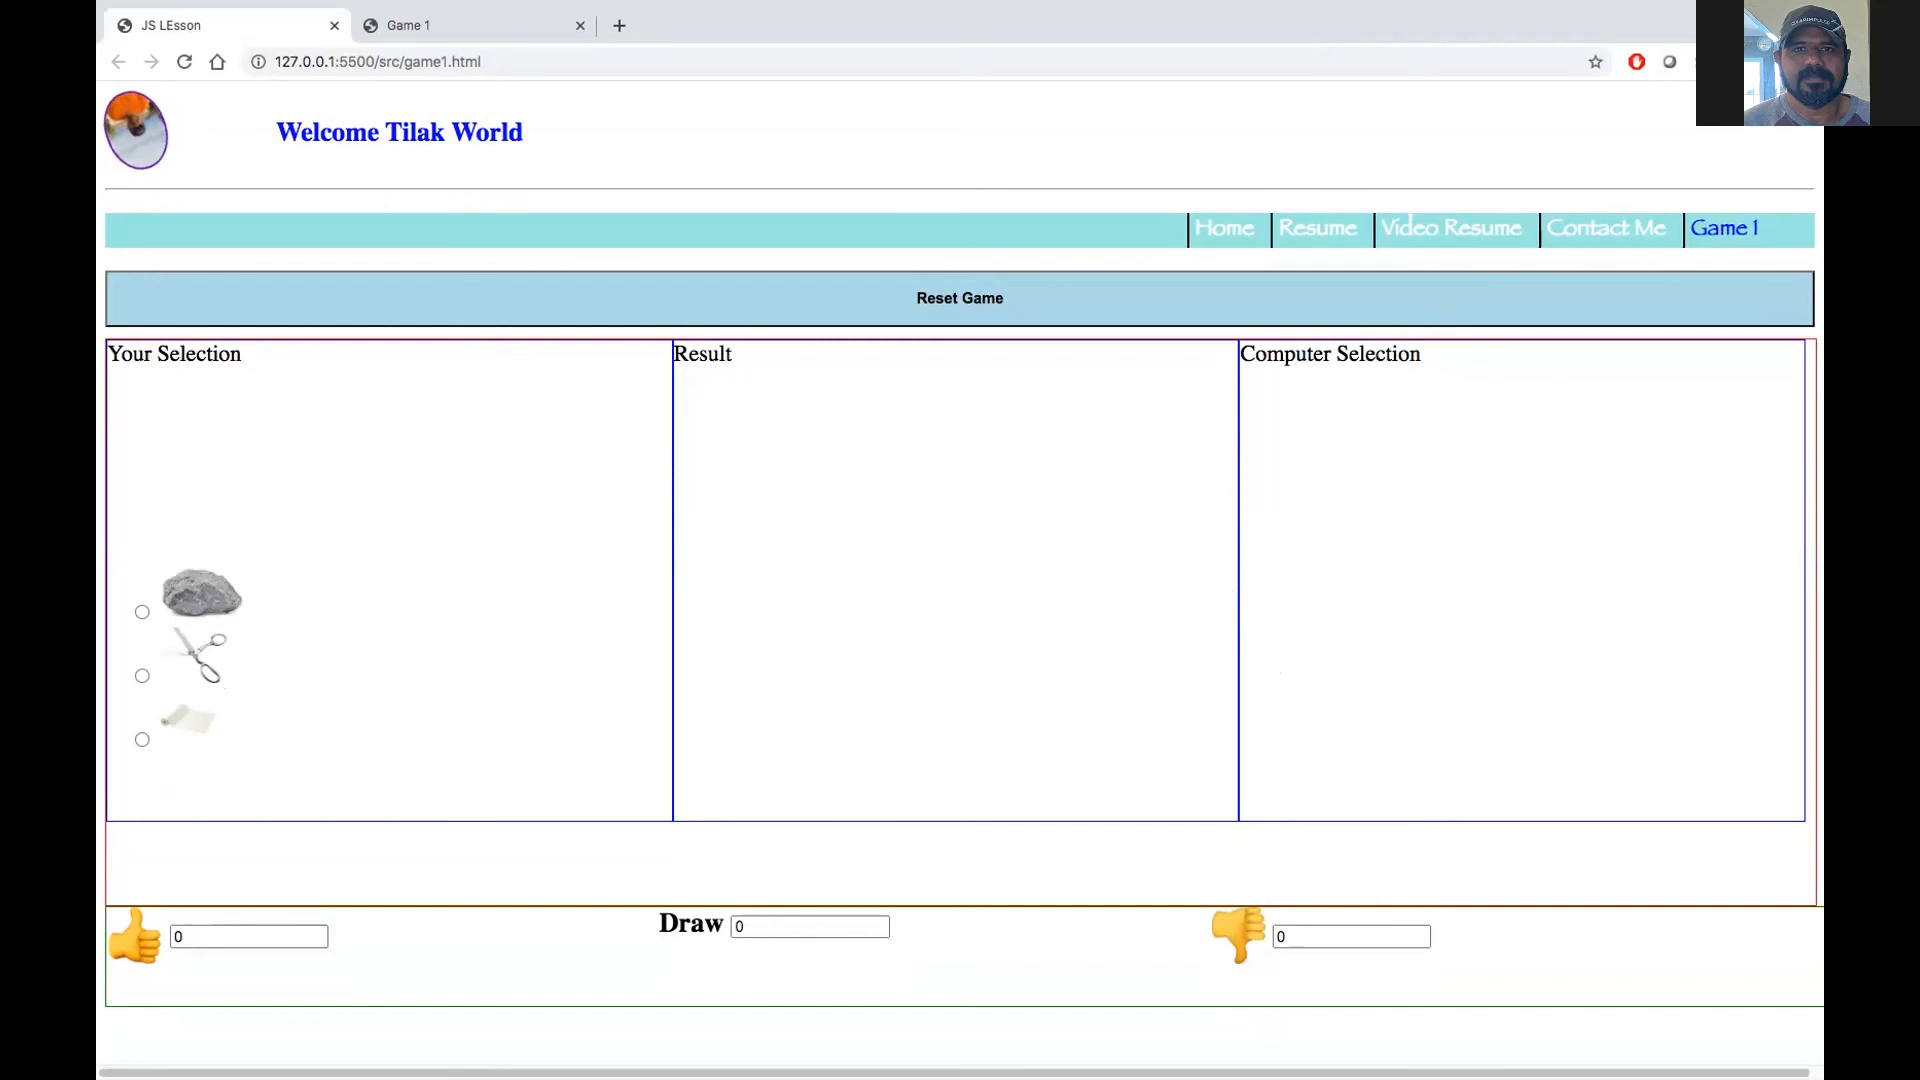 JS LEsson
Game 1
127.0.0.1:5500/src/game1.html
Welcome Tilak World
Home
Resume
Video Resume
Contact Me
Game 1
Reset Game
Your Selection
Result
Computer Selection
0
Draw 0
0